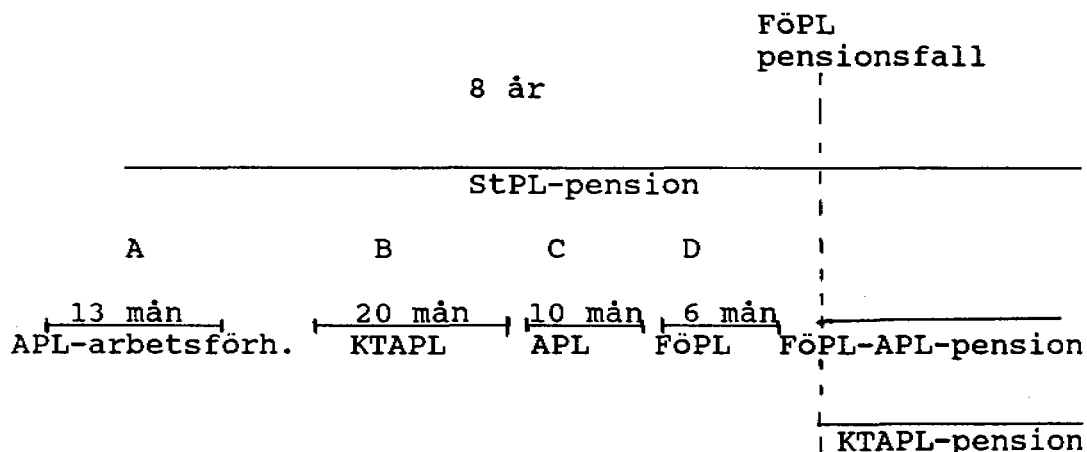 FöPL
pensionsfall
8 år
StPL-pension
A B C D
13 mån 20 mån 10 mån 6 mån
APL-arbetsförh. KTAPL APL FöPL FöPL-APL-pension
KTAPL-pension